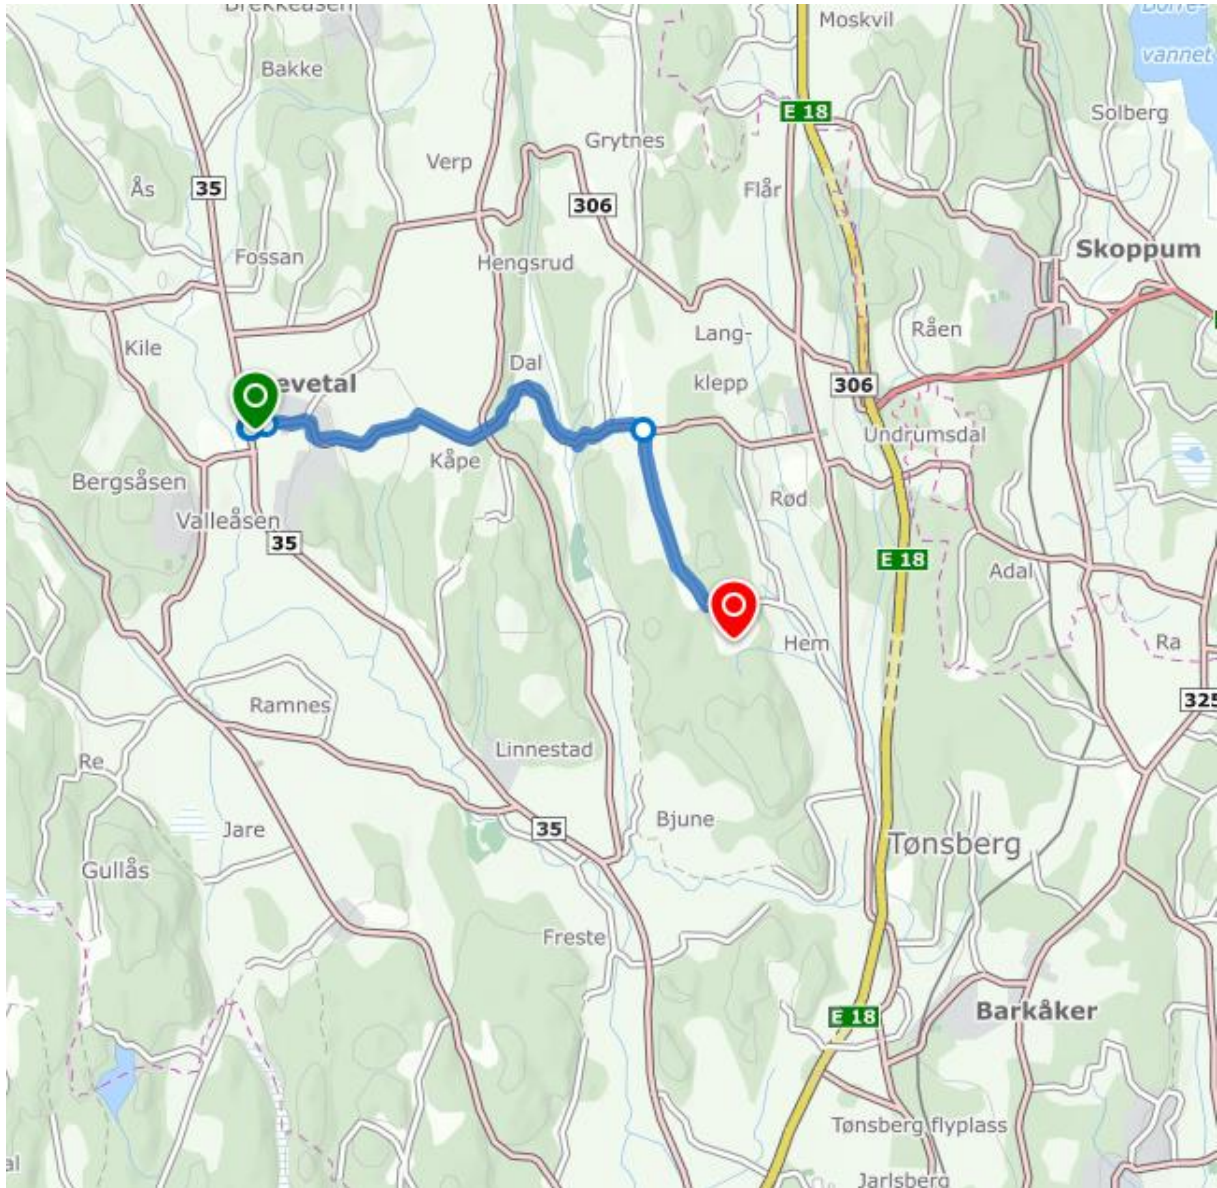 Moskvil
Bakke
E 18
Solberg
vannet
Grytnes
Verp
Ås
35
Flår
306
Skoppum
Fossan
Hengsrud
Råen
Lang-
klepp
Kile
Dal
306
evetal
Undrumsdal
Kåpe
Bergsåsen
Rød
Valleåsen
35
E 18
Adal
Hem
Ra
325
Ramnes
Linnestad
Re
Jare
35
Bjune
Tønsberg
Gullås
Freste
Barkåker
E 18
Tønsberg flyplass
Jarlsberg